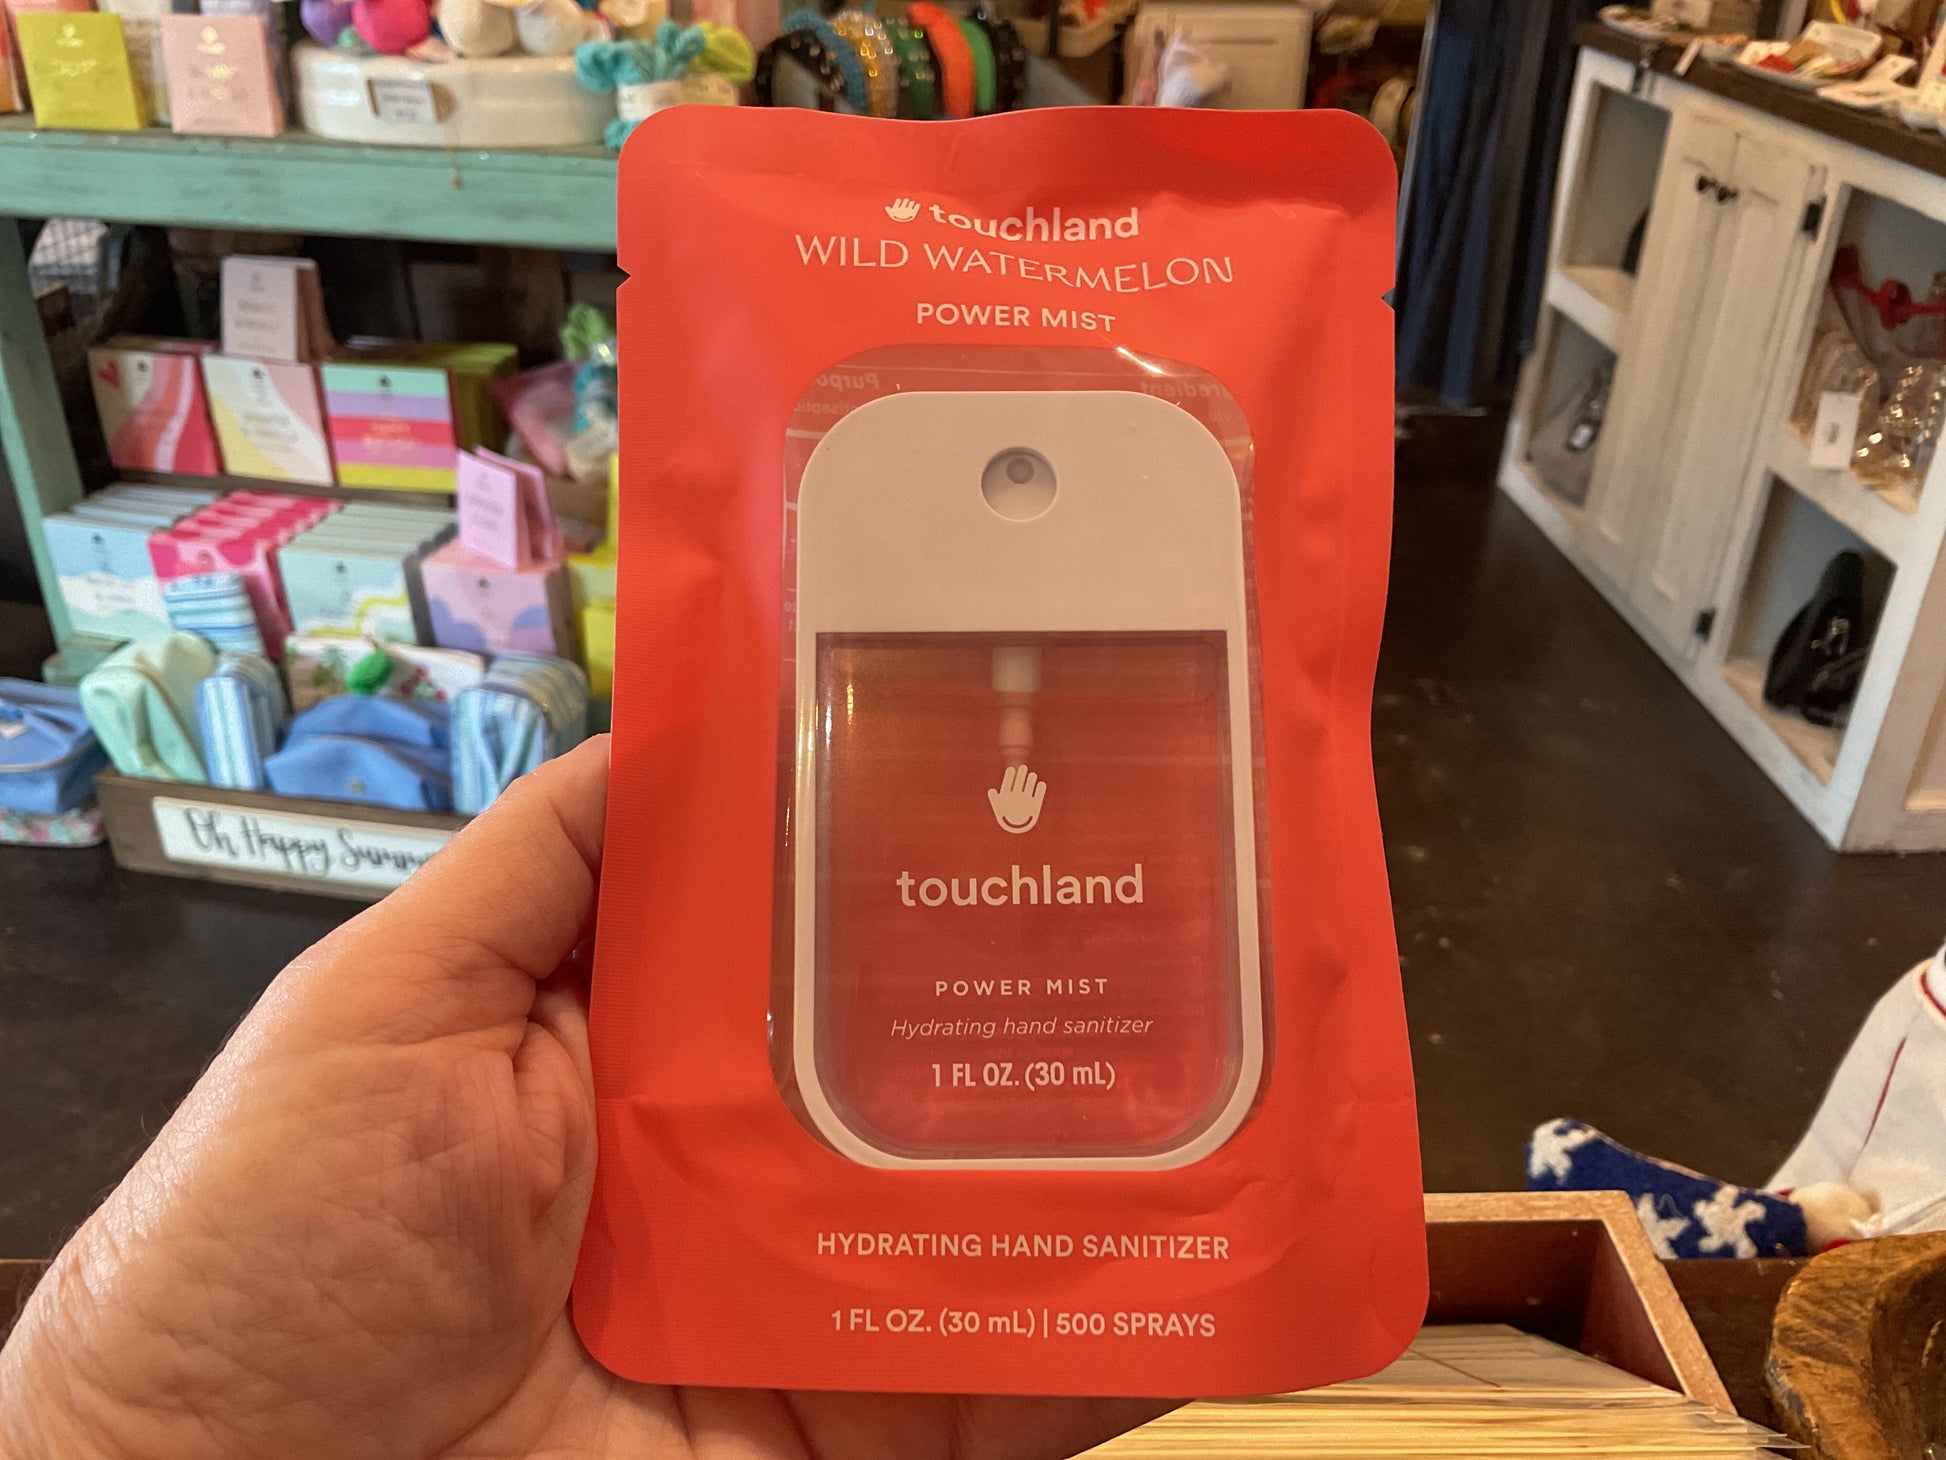 touchland
WILD WATERMELON
POWER MIST
touchland
POWER MIST
Hydrating hand sanitizer
1 FL OZ. (30 mL)
HYDRATING HAND SANITIZER
1 FL OZ. (30 mL) | 500 SPRAYS
Oh Happy